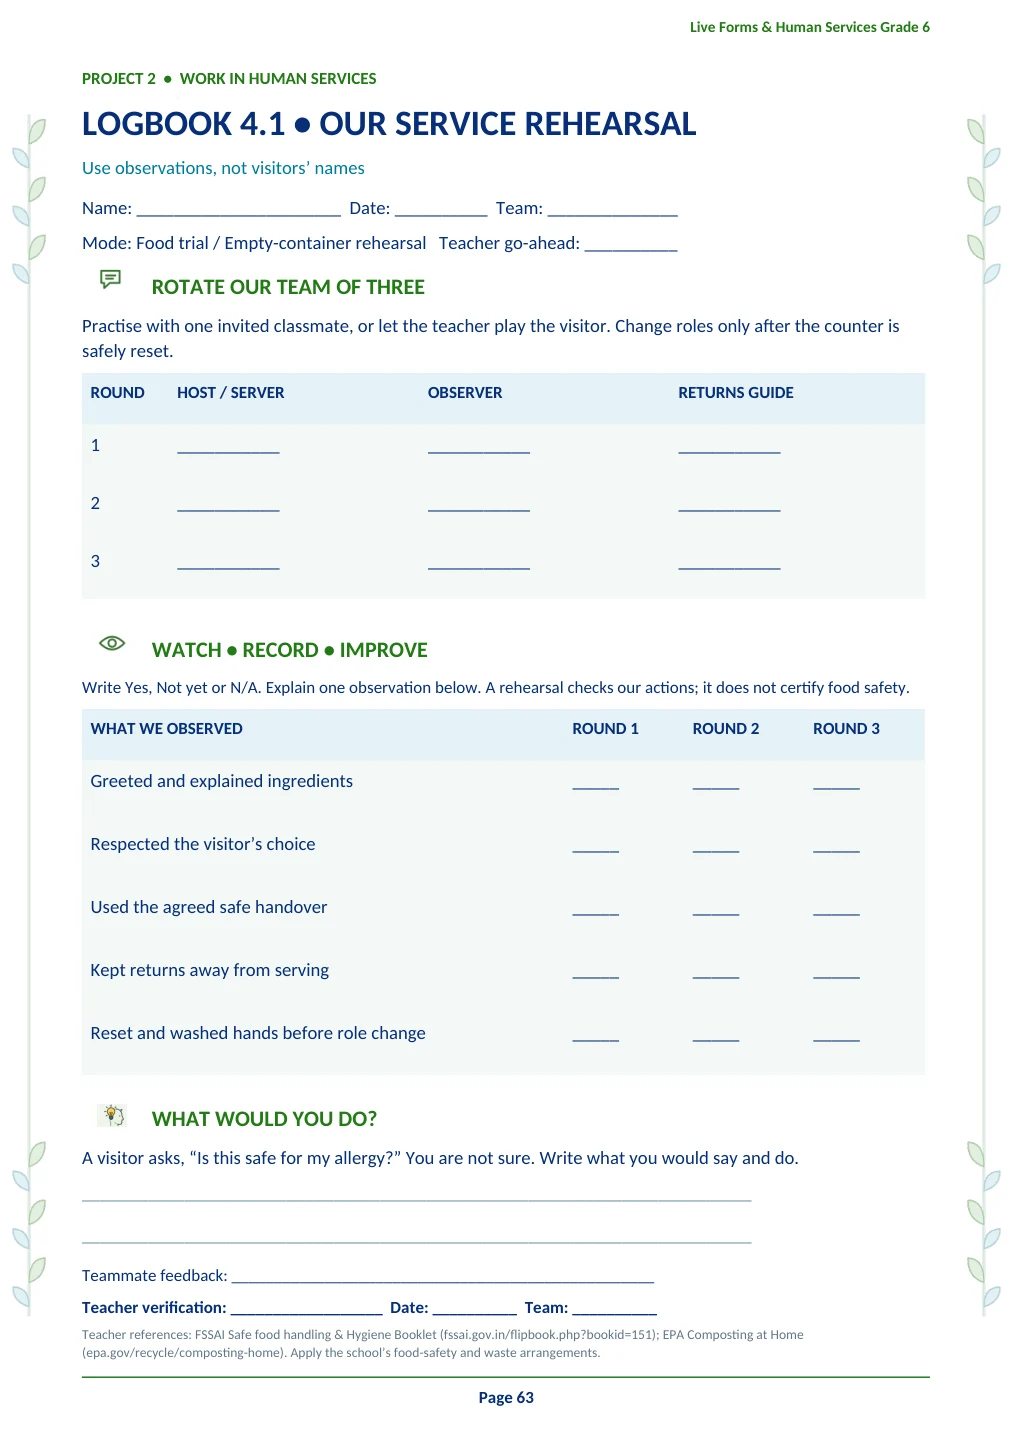 Live Forms & Human Services Grade 6
PROJECT 2 ● WORK IN HUMAN SERVICES
LOGBOOK 4.1 ● OUR SERVICE REHEARSAL
Use observations, not visitors’ names
Name: ______________________ Date: __________ Team: ______________
Mode: Food trial / Empty-container rehearsal Teacher go-ahead: __________
ROTATE OUR TEAM OF THREE
Practise with one invited classmate, or let the teacher play the visitor. Change roles only after the counter is
safely reset.
ROUND HOST / SERVER OBSERVER RETURNS GUIDE
1 ___________ ___________ ___________
2 ___________ ___________ ___________
3 ___________ ___________ ___________
WATCH ● RECORD ● IMPROVE
Write Yes, Not yet or N/A. Explain one observation below. A rehearsal checks our actions; it does not certify food safety.
WHAT WE OBSERVED ROUND 1 ROUND 2 ROUND 3
Greeted and explained ingredients _____ _____ _____
Respected the visitor’s choice _____ _____ _____
Used the agreed safe handover _____ _____ _____
Kept returns away from serving _____ _____ _____
Reset and washed hands before role change _____ _____ _____
WHAT WOULD YOU DO?
A visitor asks, “Is this safe for my allergy?” You are not sure. Write what you would say and do.
Teammate feedback: __________________________________________________
Teacher verification: __________________ Date: __________ Team: __________
Teacher references: FSSAI Safe food handling & Hygiene Booklet (fssai.gov.in/flipbook.php?bookid=151); EPA Composting at Home
(epa.gov/recycle/composting-home). Apply the school’s food-safety and waste arrangements.
Page 63